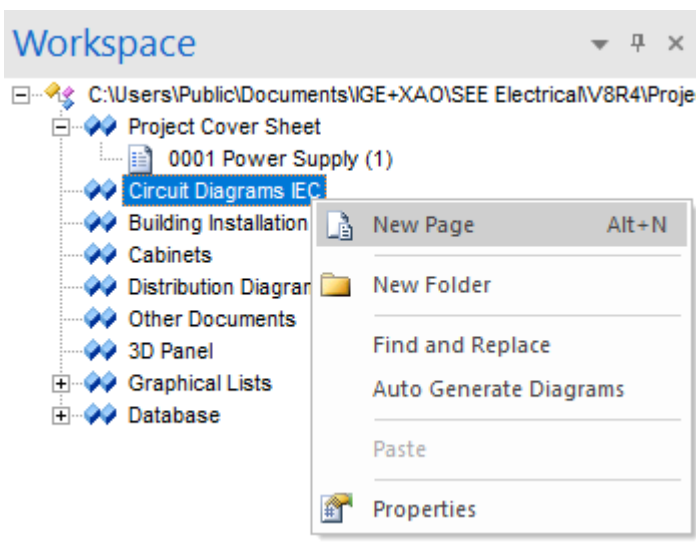 Workspace
C:\Users\Public\Documents\IGE+XAO\SEE Electrical\V8R4\Proje
Project Cover Sheet
0001 Power Supply (1)
Circuit Diagrams IEC
Building Installation
New Page Alt+N
Cabinets
Distribution Diagrar
New Folder
Other Documents
3D Panel
Find and Replace
Graphical Lists
Auto Generate Diagrams
Database
Paste
Properties